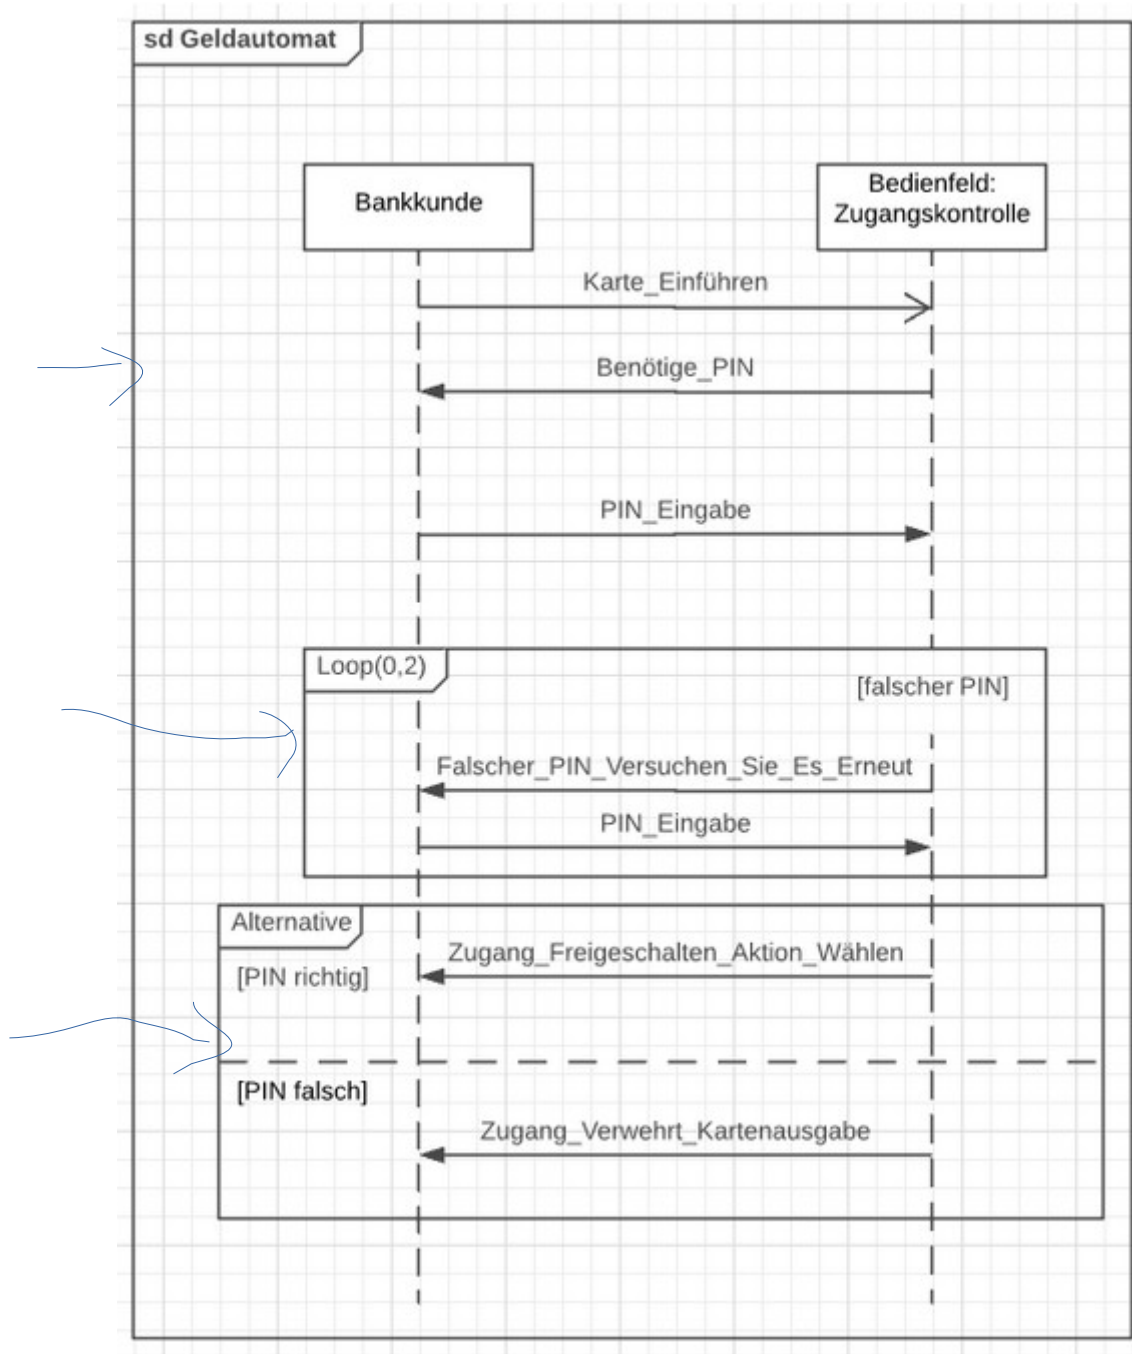 sd Geldautomat
Bankkunde
Bedienfeld:
Zugangskontrolle
Karte_Einführen
Benötige_PIN
PIN_Eingabe
Loop(0,2)
[falscher PIN]
Falscher_PIN_Versuchen_Sie_Es_Erneut
PIN_Eingabe
Alternative
Zugang_Freigeschalten_Aktion_Wählen
[PIN richtig]
[PIN falsch]
Zugang_Verwehrt_Kartenausgabe